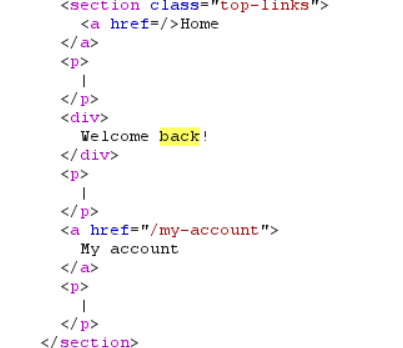 <section class="top-links">
<a href=/>Home
</a>
<p>
|
</p>
<div>
Welcome back!
</div>
<p>
|
</p>
<a href="/my-account">
My account
</a>
<p>
|
</p>
</section>